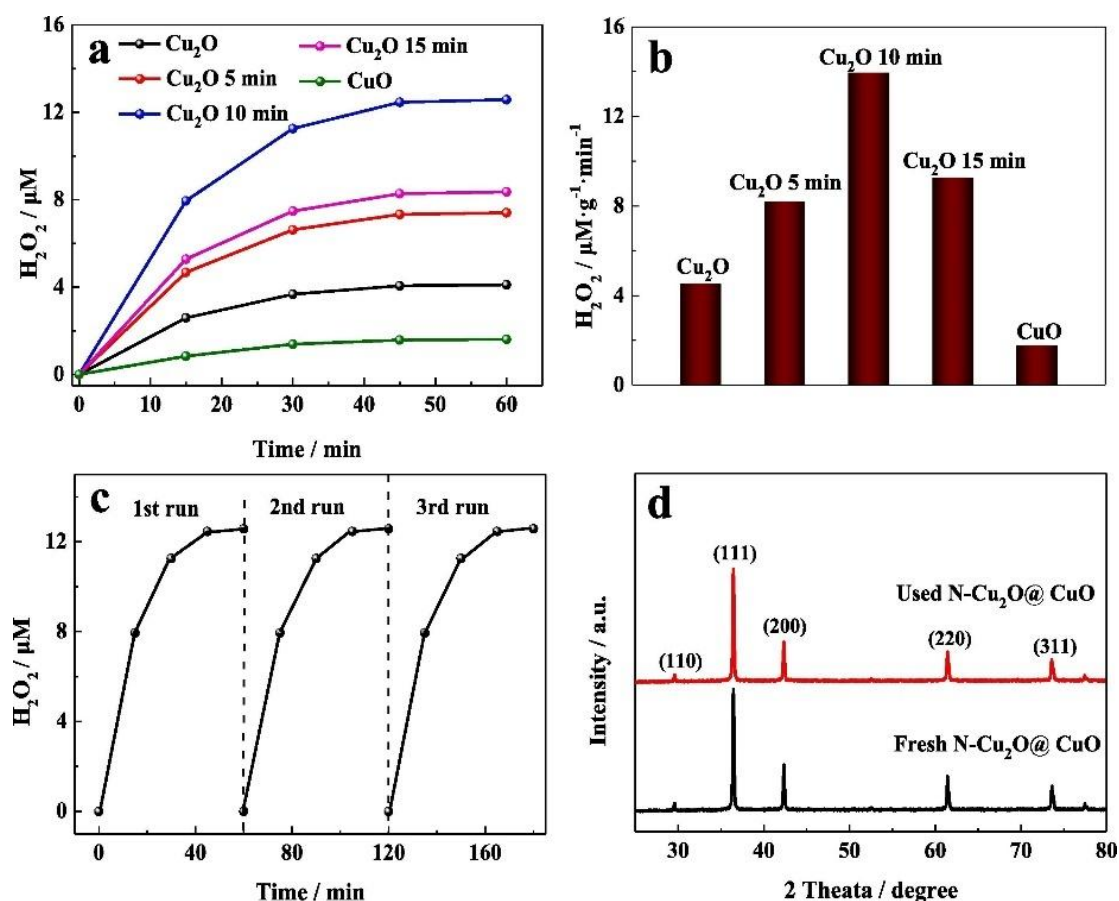 a
Cu₂O
Cu₂O 5 min
Cu₂O 10 min
Cu₂O 15 min
CuO
16
12
8
4
0
H₂O₂ / μM
0 10 20 30 40 50 60
Time / min
b
16
12
8
4
0
H₂O₂ / μM·g⁻¹·min⁻¹
Cu₂O
Cu₂O 5 min
Cu₂O 10 min
Cu₂O 15 min
CuO
c
1st run 2nd run 3rd run
12
8
4
0
H₂O₂ / μM
0 40 80 120 160
Time / min
d
(110)
(111)
(200)
(220)
(311)
Used N-Cu₂O@ CuO
Fresh N-Cu₂O@ CuO
Intensity / a.u.
30 40 50 60 70 80
2 Theata / degree